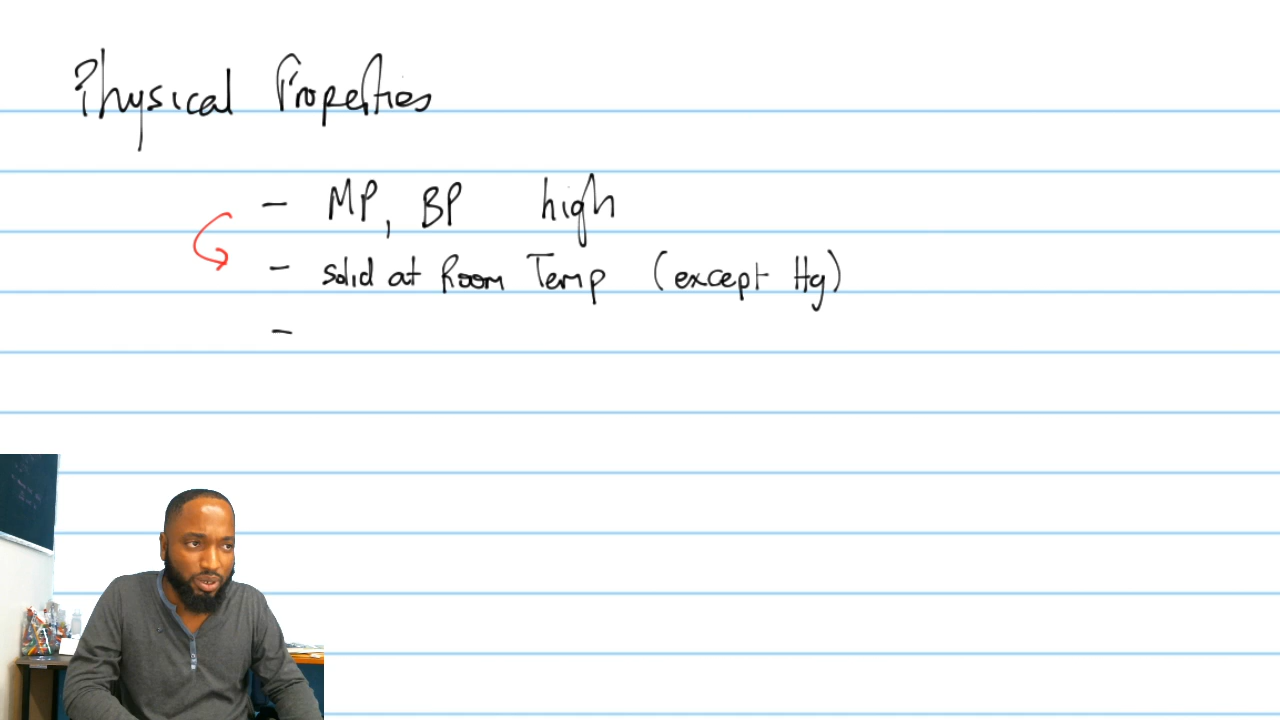 Physical Properties
- MP, BP high
- solid at Room Temp (except Hg)
-